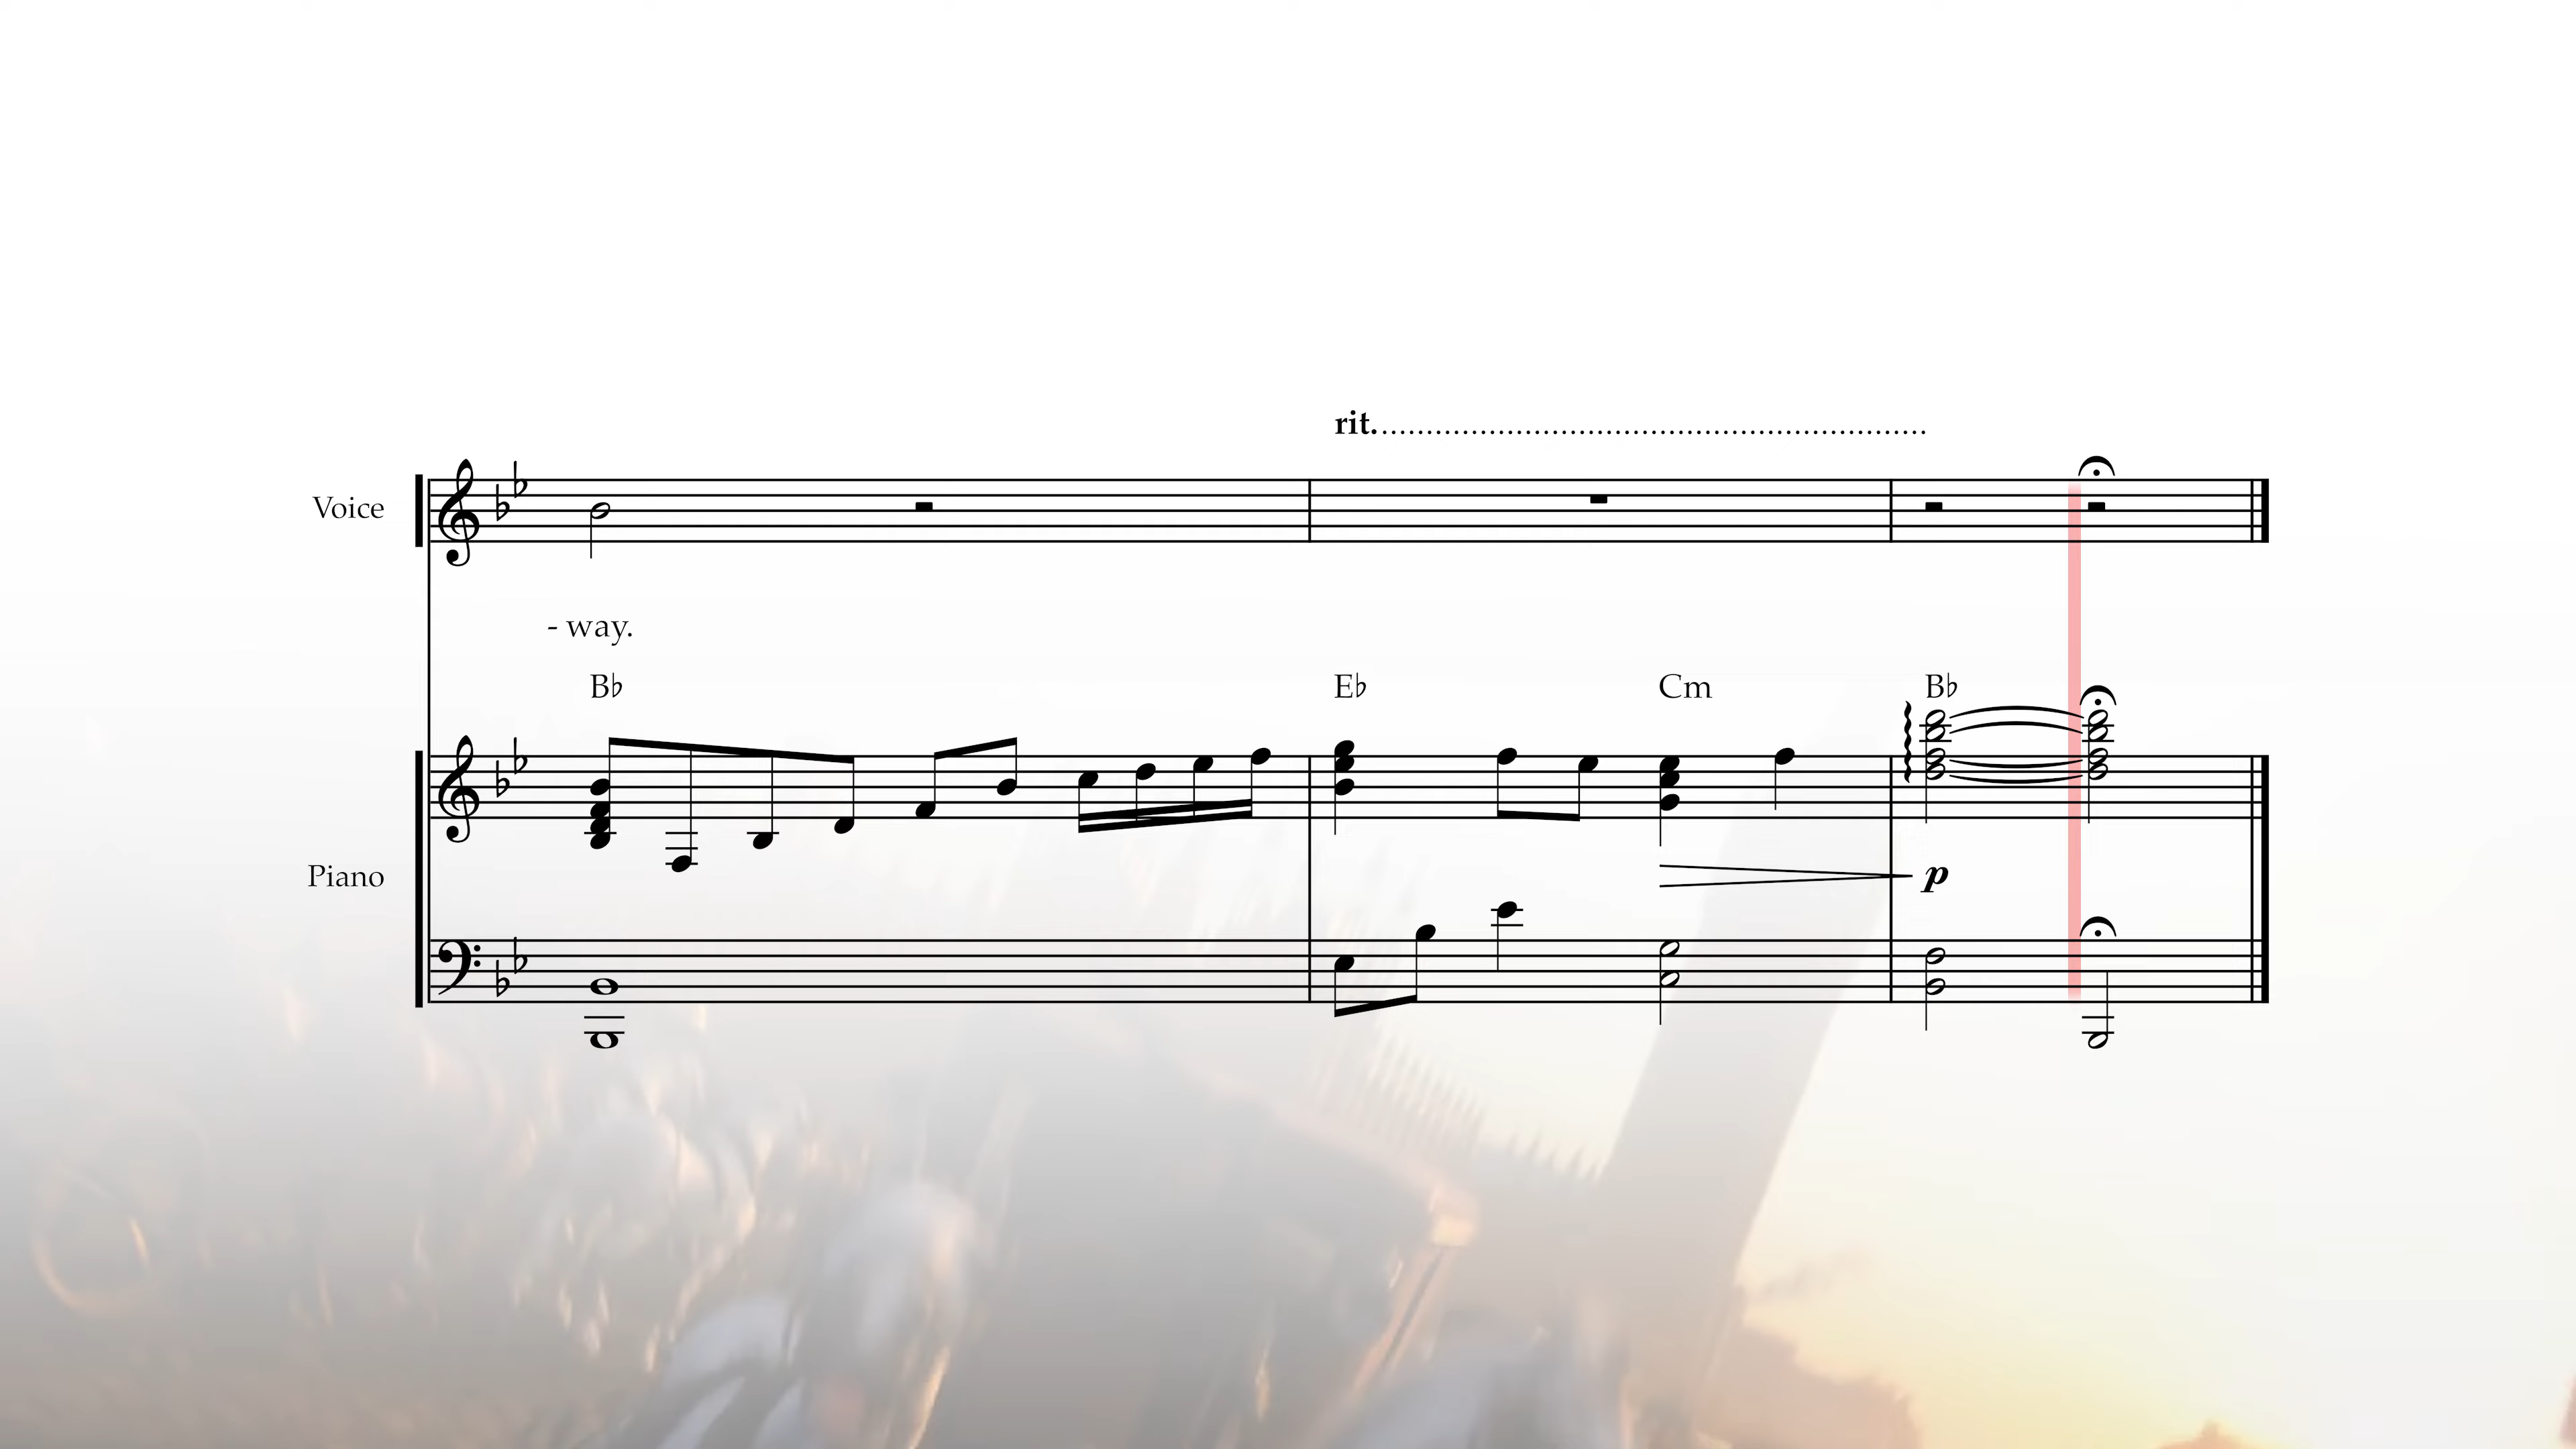 rit.
Voice
- way.
B♭ E♭ Cm B♭
Piano
p